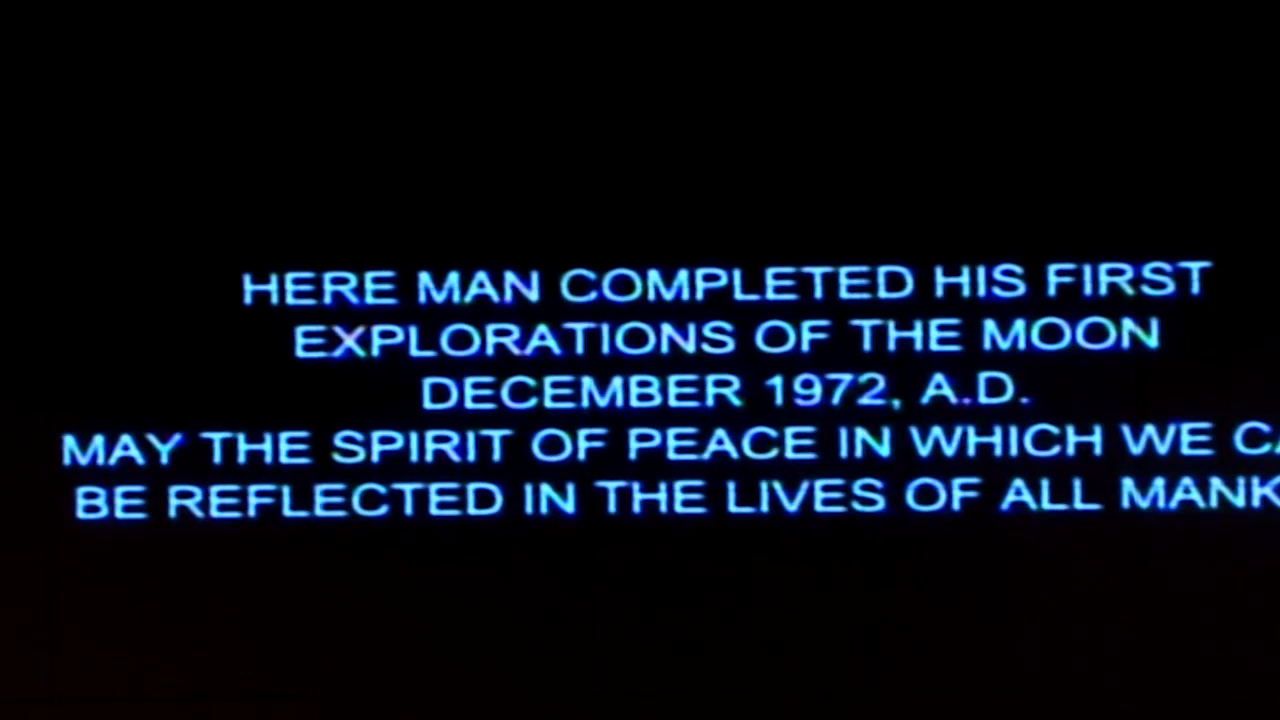 HERE MAN COMPLETED HIS FIRST
EXPLORATIONS OF THE MOON
DECEMBER 1972, A.D.
MAY THE SPIRIT OF PEACE IN WHICH WE
BE REFLECTED IN THE LIVES OF ALL